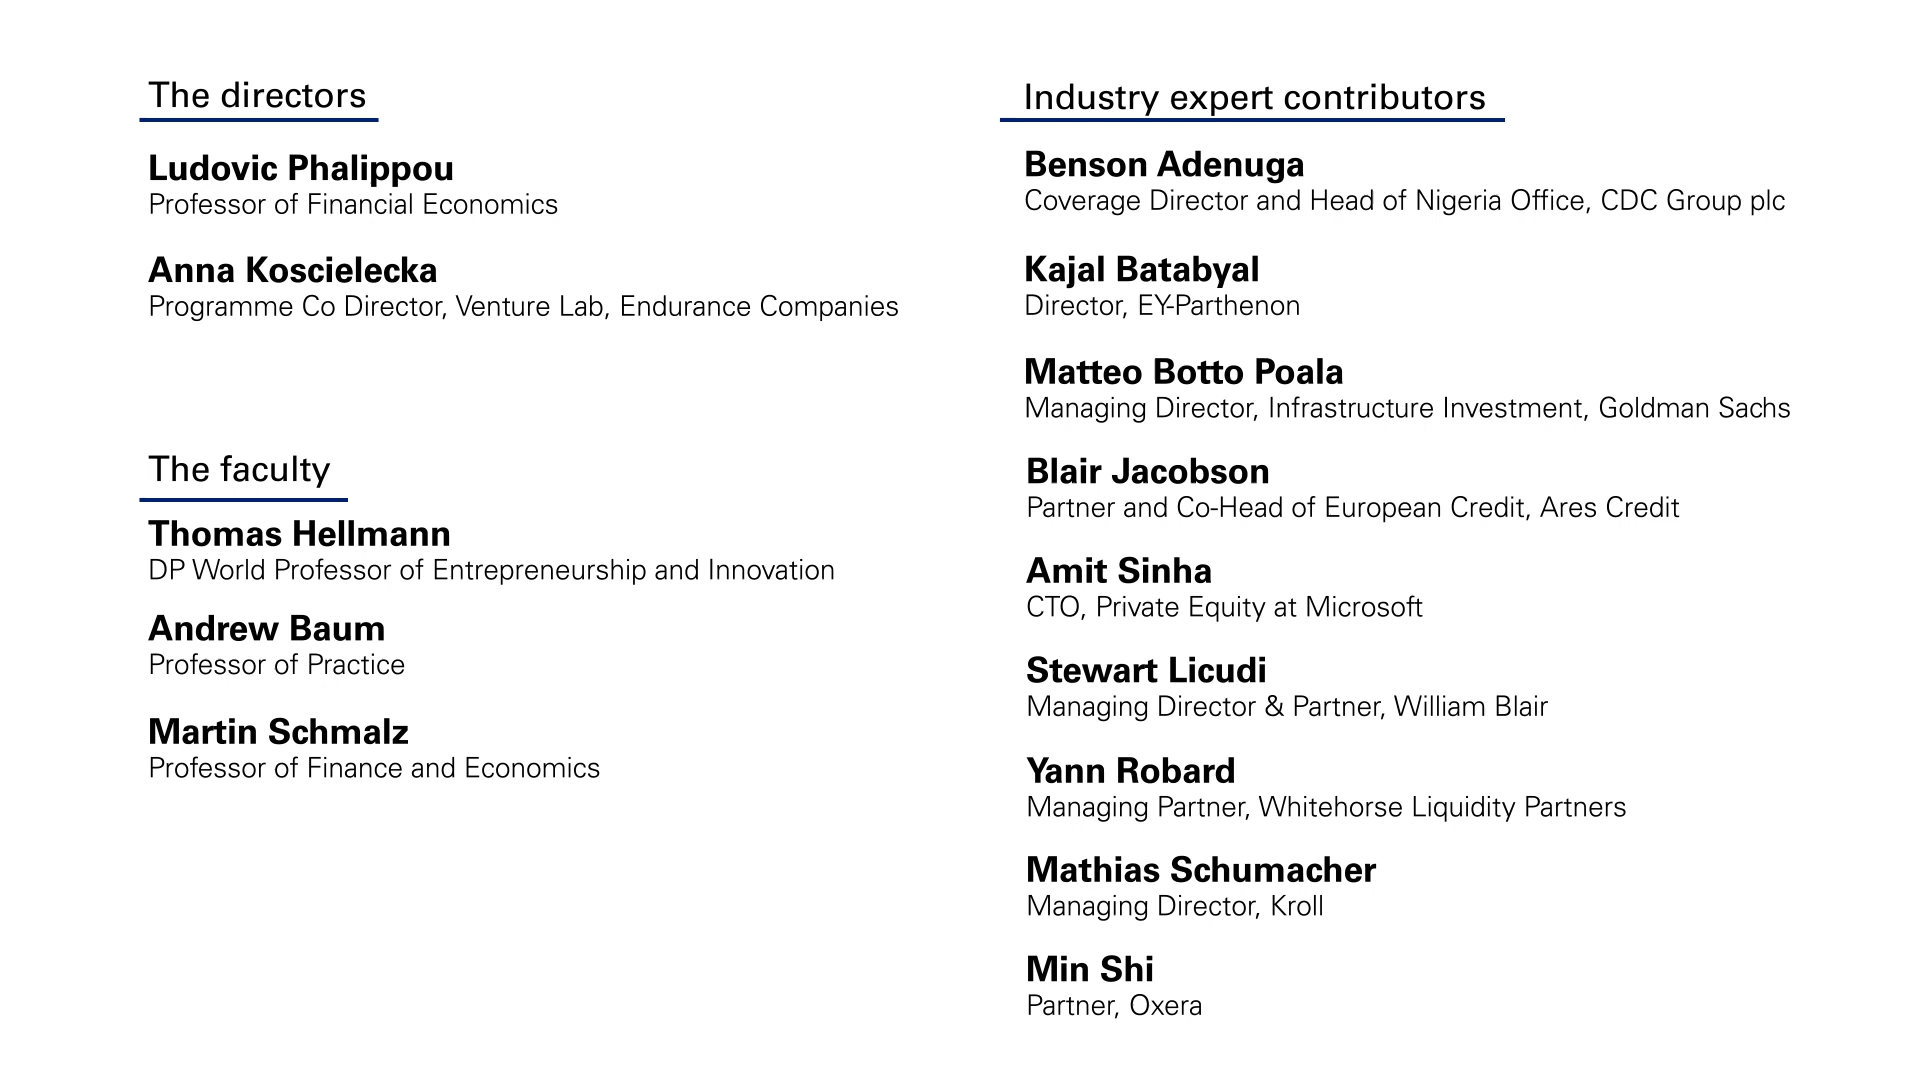 The directors
Ludovic Phalippou
Professor of Financial Economics
Anna Koscielecka
Programme Co Director, Venture Lab, Endurance Companies
The faculty
Thomas Hellmann
DP World Professor of Entrepreneurship and Innovation
Andrew Baum
Professor of Practice
Martin Schmalz
Professor of Finance and Economics
Industry expert contributors
Benson Adenuga
Coverage Director and Head of Nigeria Office, CDC Group plc
Kajal Batabyal
Director, EY-Parthenon
Matteo Botto Poala
Managing Director, Infrastructure Investment, Goldman Sachs
Blair Jacobson
Partner and Co-Head of European Credit, Ares Credit
Amit Sinha
CTO, Private Equity at Microsoft
Stewart Licudi
Managing Director & Partner, William Blair
Yann Robard
Managing Partner, Whitehorse Liquidity Partners
Mathias Schumacher
Managing Director, Kroll
Min Shi
Partner, Oxera